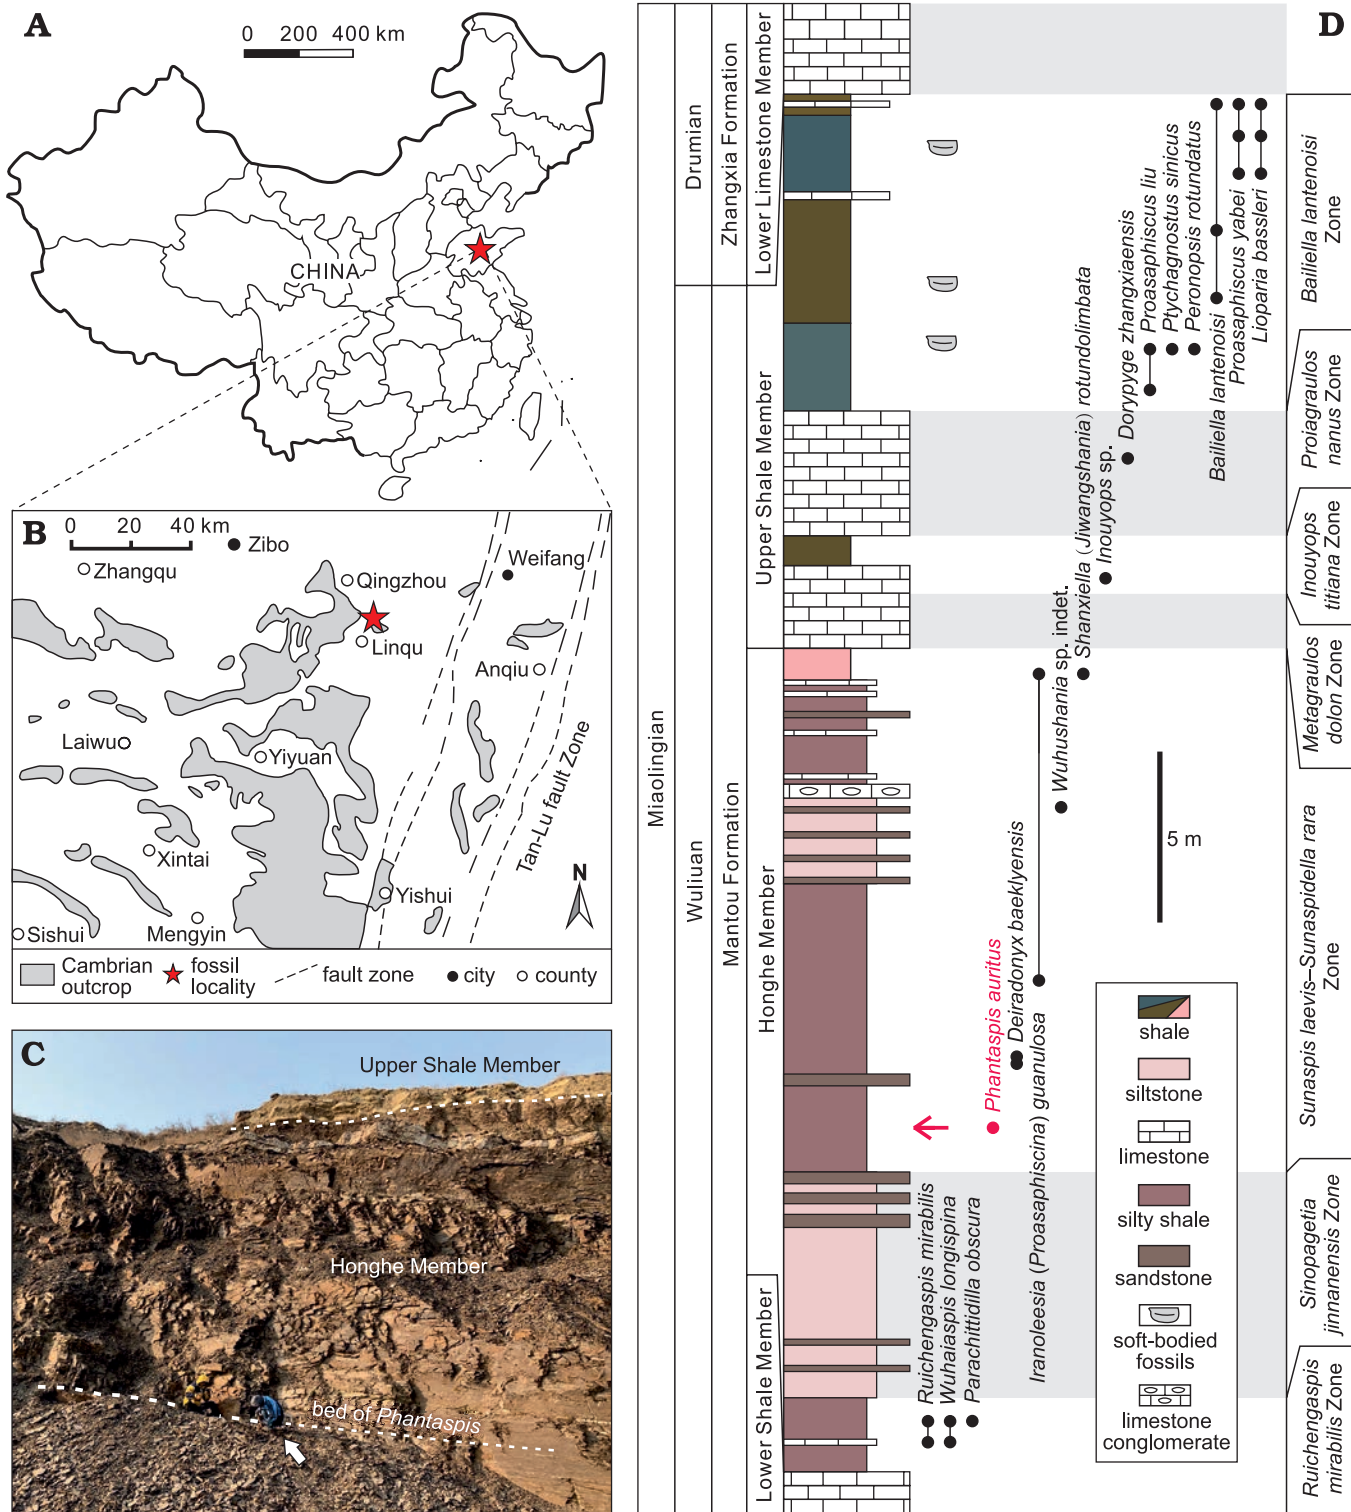 A
0 200 400 km
CHINA
B
0 20 40 km
Zibo
Zhangqu
Qingzhou
Weifang
Linqu
Anqiu
Laiwu
Yiyuan
Tan-Lu fault Zone
Xintai
Yishui
N
Sishui
Mengyin
Cambrian
outcrop
fossil
locality
fault zone
city
county
C
Upper Shale Member
Honghe Member
bed of Phantaspis
D
Miaolingian
Drumian
Wuliuan
Zhangxia Formation
Mantou Formation
Lower Limestone Member
Upper Shale Member
Honghe Member
Lower Shale Member
Ruichengaspis mirabilis
Wuhaiaspis longispina
Parachittidilla obscura
Phantaspis auritus
Deiradonyx baeklyensis
Iranoleesia (Proasaphiscina) guanulosa
Wuhushania sp. indet.
Shanxiella (Jiwangshania) rotundolimbata
Inouyops sp.
Dorypyge zhangxiaensis
Proasaphiscus liu
Ptychagnostus sinicus
Peronopsis rotundatus
Bailiella lantenoisi
Proasaphiscus yabei
Lioparia bassleri
5 m
shale
siltstone
limestone
silty shale
sandstone
soft-bodied
fossils
limestone
conglomerate
Bailiella lantenoisi
Zone
Proiagraulos
nanus Zone
Inouyops
titiana Zone
Metagraulos
dolon Zone
Sunaspis laevis–Sunaspidella rara
Zone
Sinopagetia
jinnanensis Zone
Ruichengaspis
mirabilis Zone